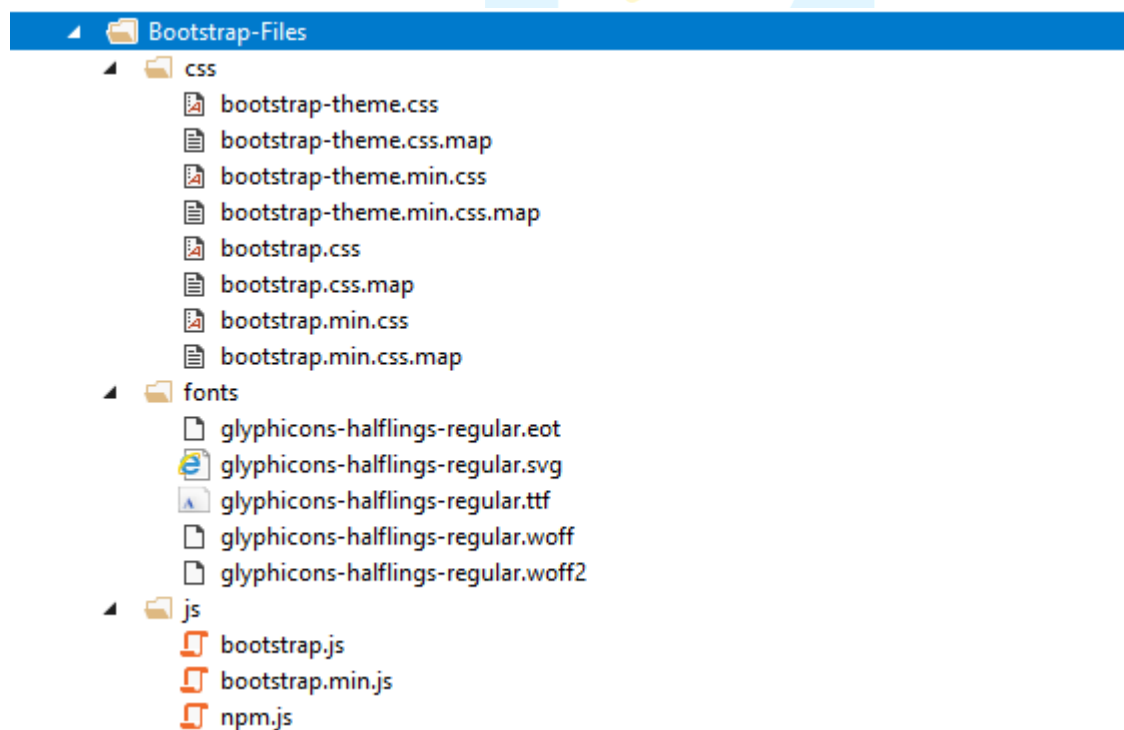 Bootstrap-Files
css
bootstrap-theme.css
bootstrap-theme.css.map
bootstrap-theme.min.css
bootstrap-theme.min.css.map
bootstrap.css
bootstrap.css.map
bootstrap.min.css
bootstrap.min.css.map
fonts
glyphicons-halflings-regular.eot
glyphicons-halflings-regular.svg
glyphicons-halflings-regular.ttf
glyphicons-halflings-regular.woff
glyphicons-halflings-regular.woff2
js
bootstrap.js
bootstrap.min.js
npm.js